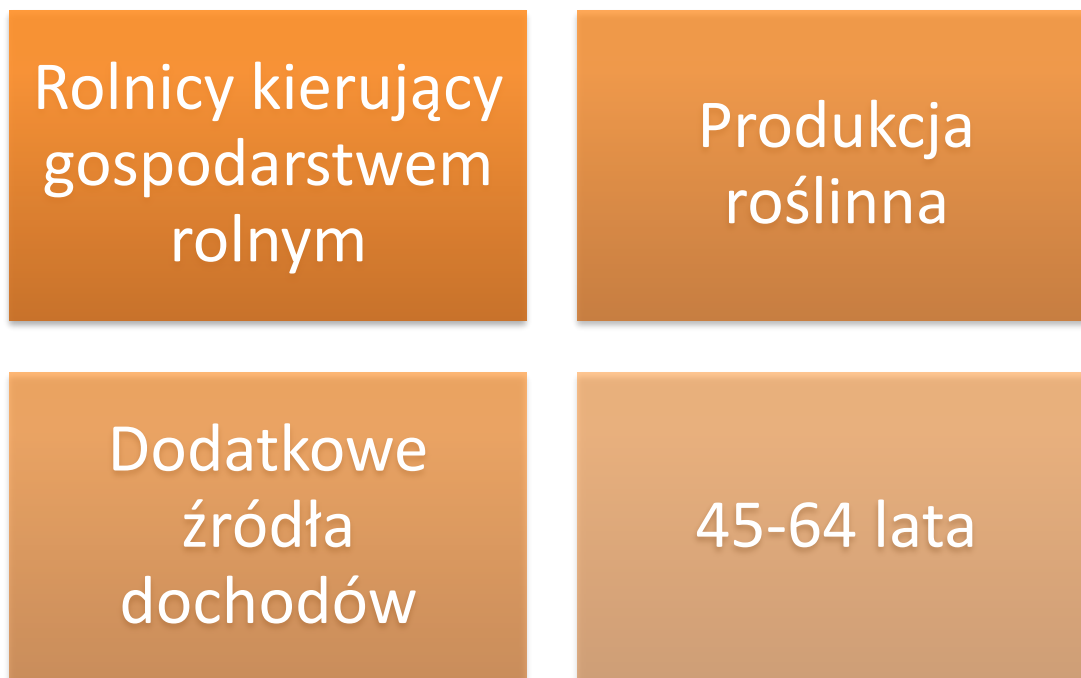 Rolnicy kierujący
gospodarstwem
rolnym
Produkcja
roślinna
Dodatkowe
źródła
dochodów
45-64 lata